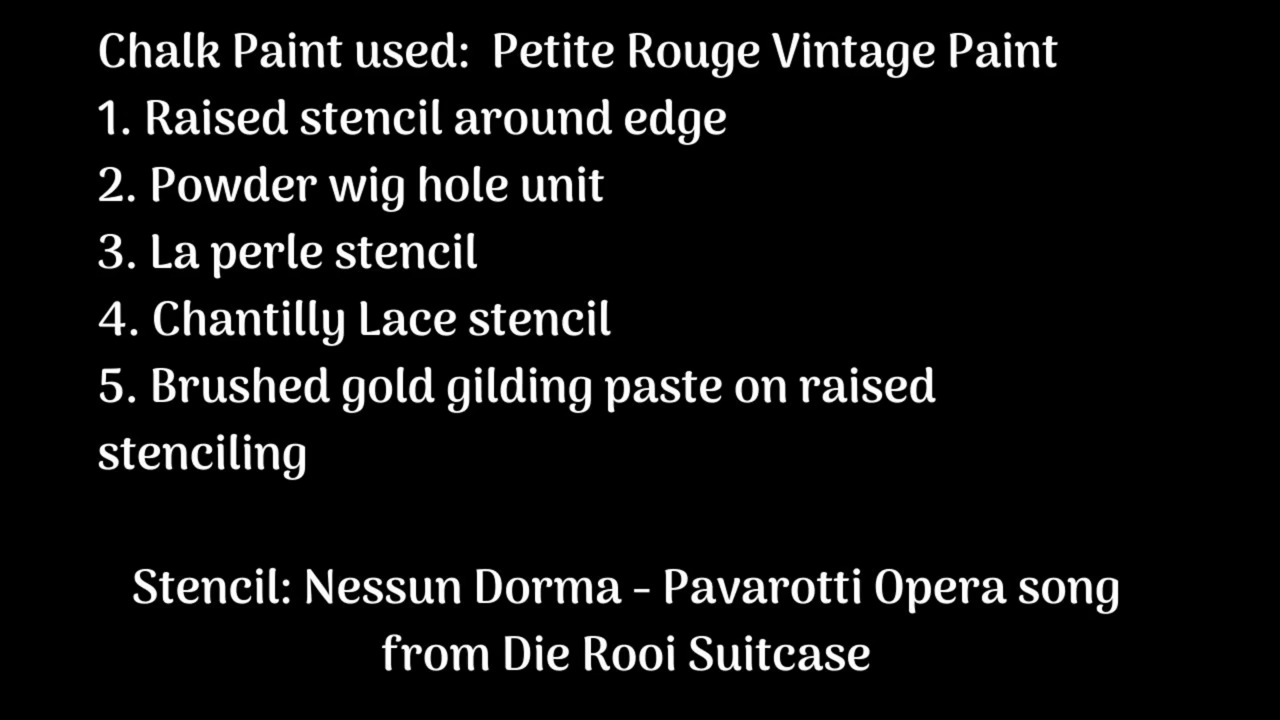 Chalk Paint used:  Petite Rouge Vintage Paint
1. Raised stencil around edge
2. Powder wig hole unit
3. La perle stencil
4. Chantilly Lace stencil
5. Brushed gold gilding paste on raised
stenciling
Stencil: Nessun Dorma - Pavarotti Opera song
from Die Rooi Suitcase